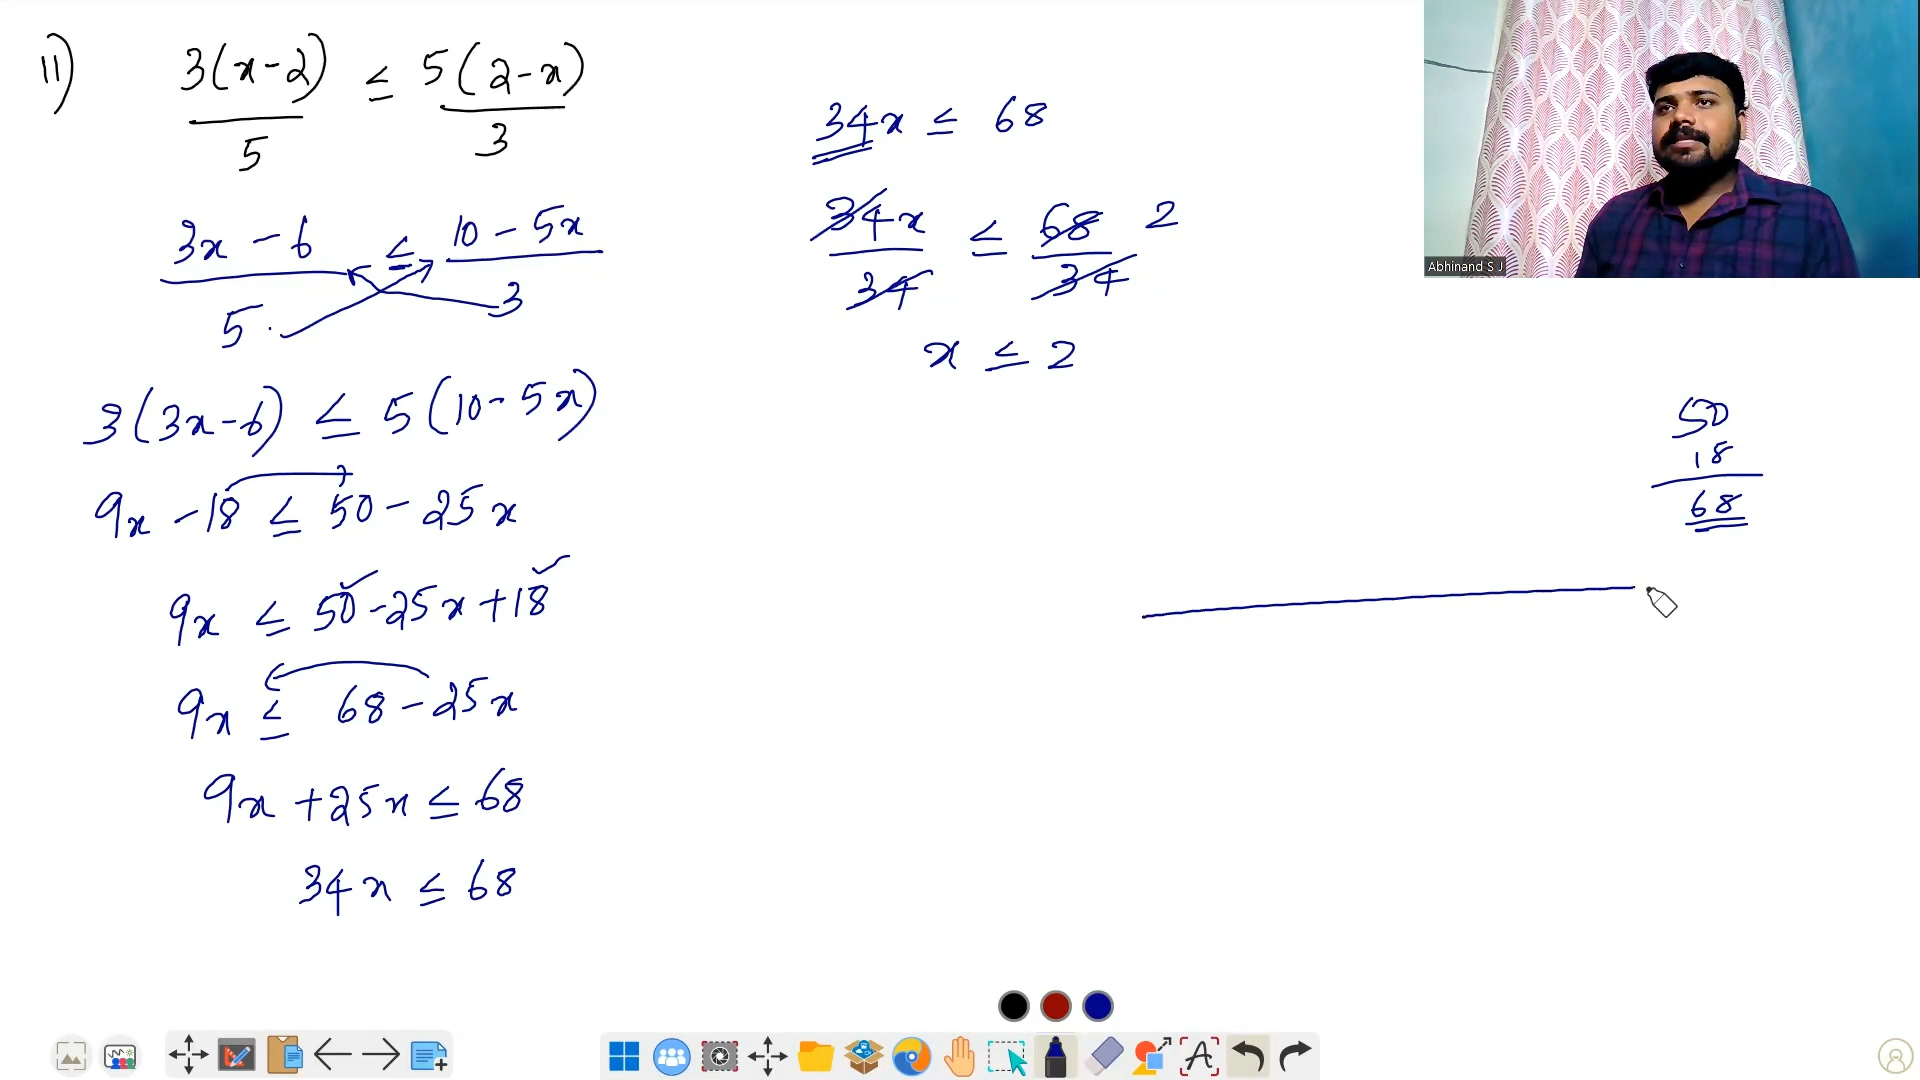 11) 3(x-2)/5 ≤ 5(2-x)/3
3x - 6/5 ≤ 10 - 5x/3
3(3x-6) ≤ 5(10-5x)
9x - 18 ≤ 50 - 25x
9x ≤ 50 - 25x + 18
9x ≤ 68 - 25x
9x + 25x ≤ 68
34x ≤ 68
34x ≤ 68
34x/34 ≤ 68/34 2
x ≤ 2
50
18
68
Abhinand S J